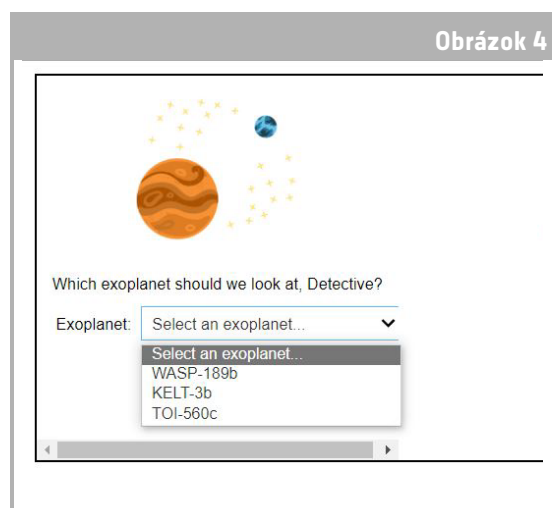 Obrázok 4
Which exoplanet should we look at, Detective?
Exoplanet: Select an exoplanet...
Select an exoplanet...
WASP-189b
KELT-3b
TOI-560c